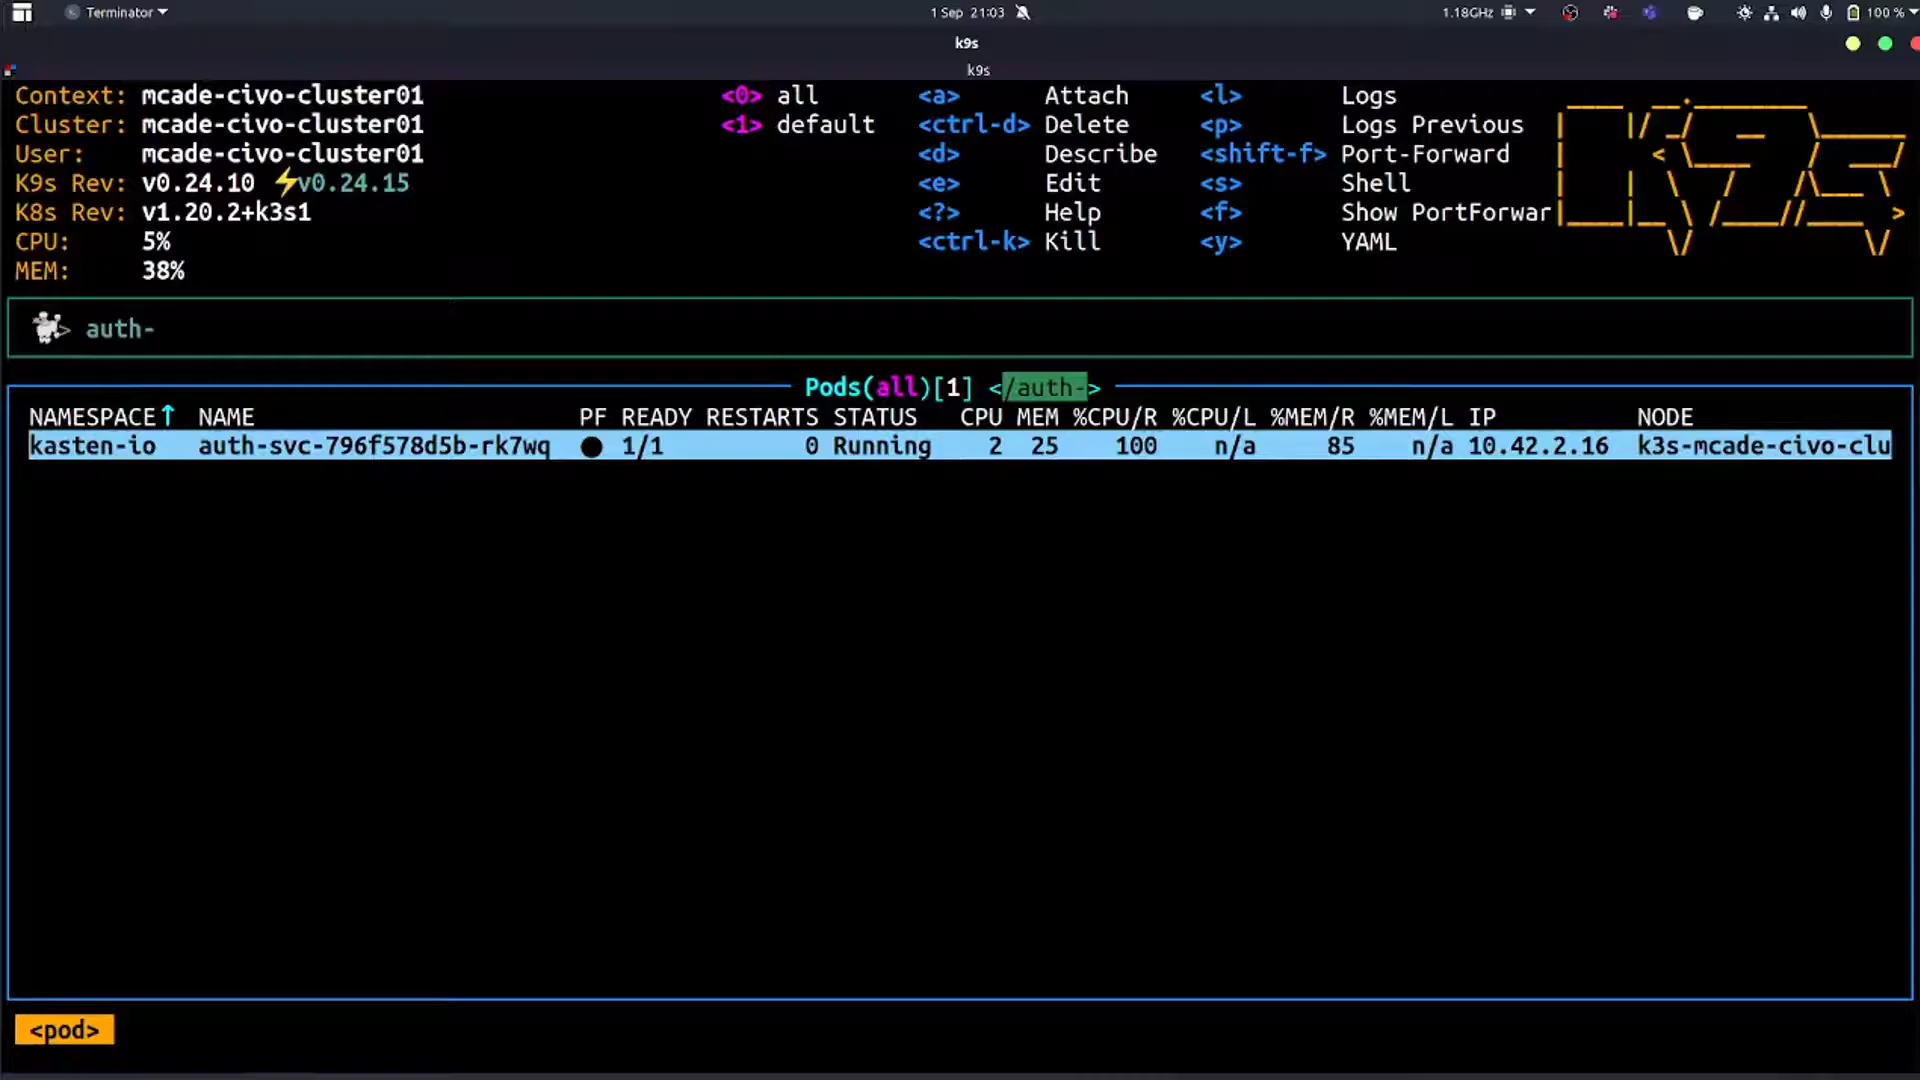 Terminator
1 Sep 21:03
1.18GHz
100 %
k9s
k9s
Context: mcade-civo-cluster01 <0> all <a> Attach <l> Logs
Cluster: mcade-civo-cluster01 <1> default <ctrl-d> Delete <p> Logs Previous
User: mcade-civo-cluster01 <d> Describe <shift-f> Port-Forward
K9s Rev: v0.24.10 ⚡v0.24.15 <e> Edit <s> Shell
K8s Rev: v1.20.2+k3s1 <?> Help <f> Show PortForwar
CPU: 5% <ctrl-k> Kill <y> YAML
MEM: 38%
> auth-
Pods(all)[1] </auth->
NAMESPACE↑ NAME PF READY RESTARTS STATUS CPU MEM %CPU/R %CPU/L %MEM/R %MEM/L IP NODE
kasten-io auth-svc-796f578d5b-rk7wq ● 1/1 0 Running 2 25 100 n/a 85 n/a 10.42.2.16 k3s-mcade-civo-clu
<pod>